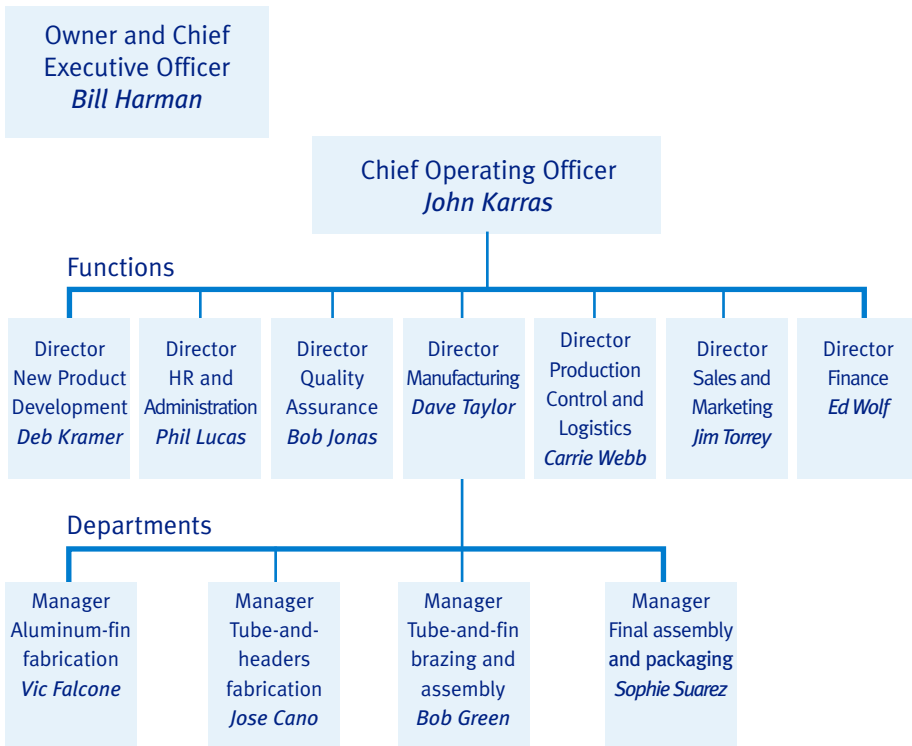 Owner and Chief
Executive Officer
Bill Harman
Chief Operating Officer
John Karras
Functions
Director
New Product
Development
Deb Kramer
Director
HR and
Administration
Phil Lucas
Director
Quality
Assurance
Bob Jonas
Director
Manufacturing
Dave Taylor
Director
Production
Control and
Logistics
Carrie Webb
Director
Sales and
Marketing
Jim Torrey
Director
Finance
Ed Wolf
Departments
Manager
Aluminum-fin
fabrication
Vic Falcone
Manager
Tube-and-
headers
fabrication
Jose Cano
Manager
Tube-and-fin
brazing and
assembly
Bob Green
Manager
Final assembly
and packaging
Sophie Suarez